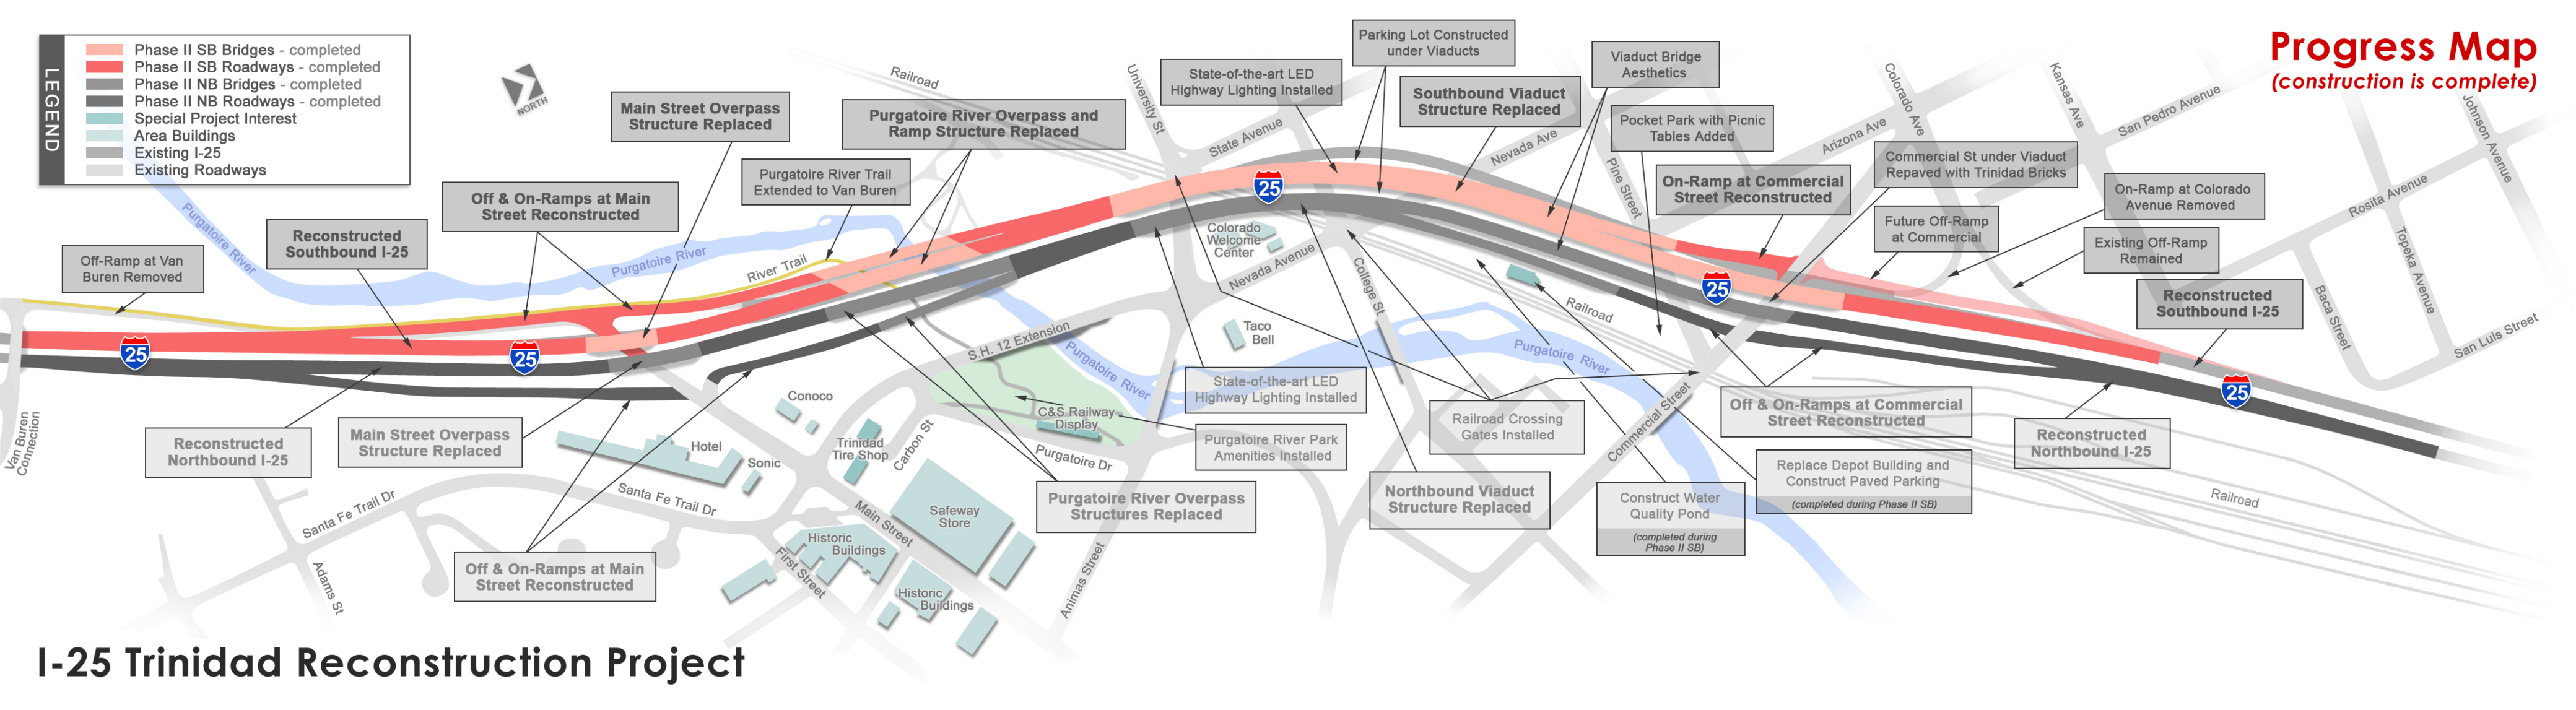 Progress Map
(construction is complete)
LEGEND
Phase II SB Bridges - completed
Phase II SB Roadways - completed
Phase II NB Bridges - completed
Phase II NB Roadways - completed
Special Project Interest
Area Buildings
Existing I-25
Existing Roadways
NORTH
Off-Ramp at Van
Buren Removed
Reconstructed
Southbound I-25
Off & On-Ramps at Main
Street Reconstructed
Main Street Overpass
Structure Replaced
Purgatoire River Trail
Extended to Van Buren
Purgatoire River Overpass and
Ramp Structure Replaced
State-of-the-art LED
Highway Lighting Installed
Parking Lot Constructed
under Viaducts
Southbound Viaduct
Structure Replaced
Viaduct Bridge
Aesthetics
Pocket Park with Picnic
Tables Added
On-Ramp at Commercial
Street Reconstructed
Commercial St under Viaduct
Repaved with Trinidad Bricks
Future Off-Ramp
at Commercial
On-Ramp at Colorado
Avenue Removed
Existing Off-Ramp
Remained
Reconstructed
Southbound I-25
Railroad
University St
State Avenue
Nevada Ave
Pine Street
Arizona Ave
Colorado Ave
Kansas Ave
San Pedro Avenue
Johnson Avenue
Rosita Avenue
Topeka Avenue
Baca Street
San Luis Street
Purgatoire River
Purgatoire River
River Trail
25
25
25
25
25
Colorado
Welcome
Center
Nevada Avenue
College St
Railroad
S.H. 12 Extension
Purgatoire River
Taco
Bell
Purgatoire River
Commercial Street
Van Buren
Connection
Conoco
Hotel
Sonic
Trinidad
Tire Shop
Carbon St
C&S Railway
Display
Purgatoire Dr
Santa Fe Trail Dr
Santa Fe Trail Dr
Adams St
Main Street
Safeway
Store
Historic
Buildings
First Street
Historic
Buildings
Animas Street
Railroad
Reconstructed
Northbound I-25
Main Street Overpass
Structure Replaced
Off & On-Ramps at Main
Street Reconstructed
Purgatoire River Overpass
Structures Replaced
State-of-the-art LED
Highway Lighting Installed
Purgatoire River Park
Amenities Installed
Northbound Viaduct
Structure Replaced
Railroad Crossing
Gates Installed
Construct Water
Quality Pond
(completed during
Phase II SB)
Replace Depot Building and
Construct Paved Parking
(completed during Phase II SB)
Off & On-Ramps at Commercial
Street Reconstructed
Reconstructed
Northbound I-25
I-25 Trinidad Reconstruction Project